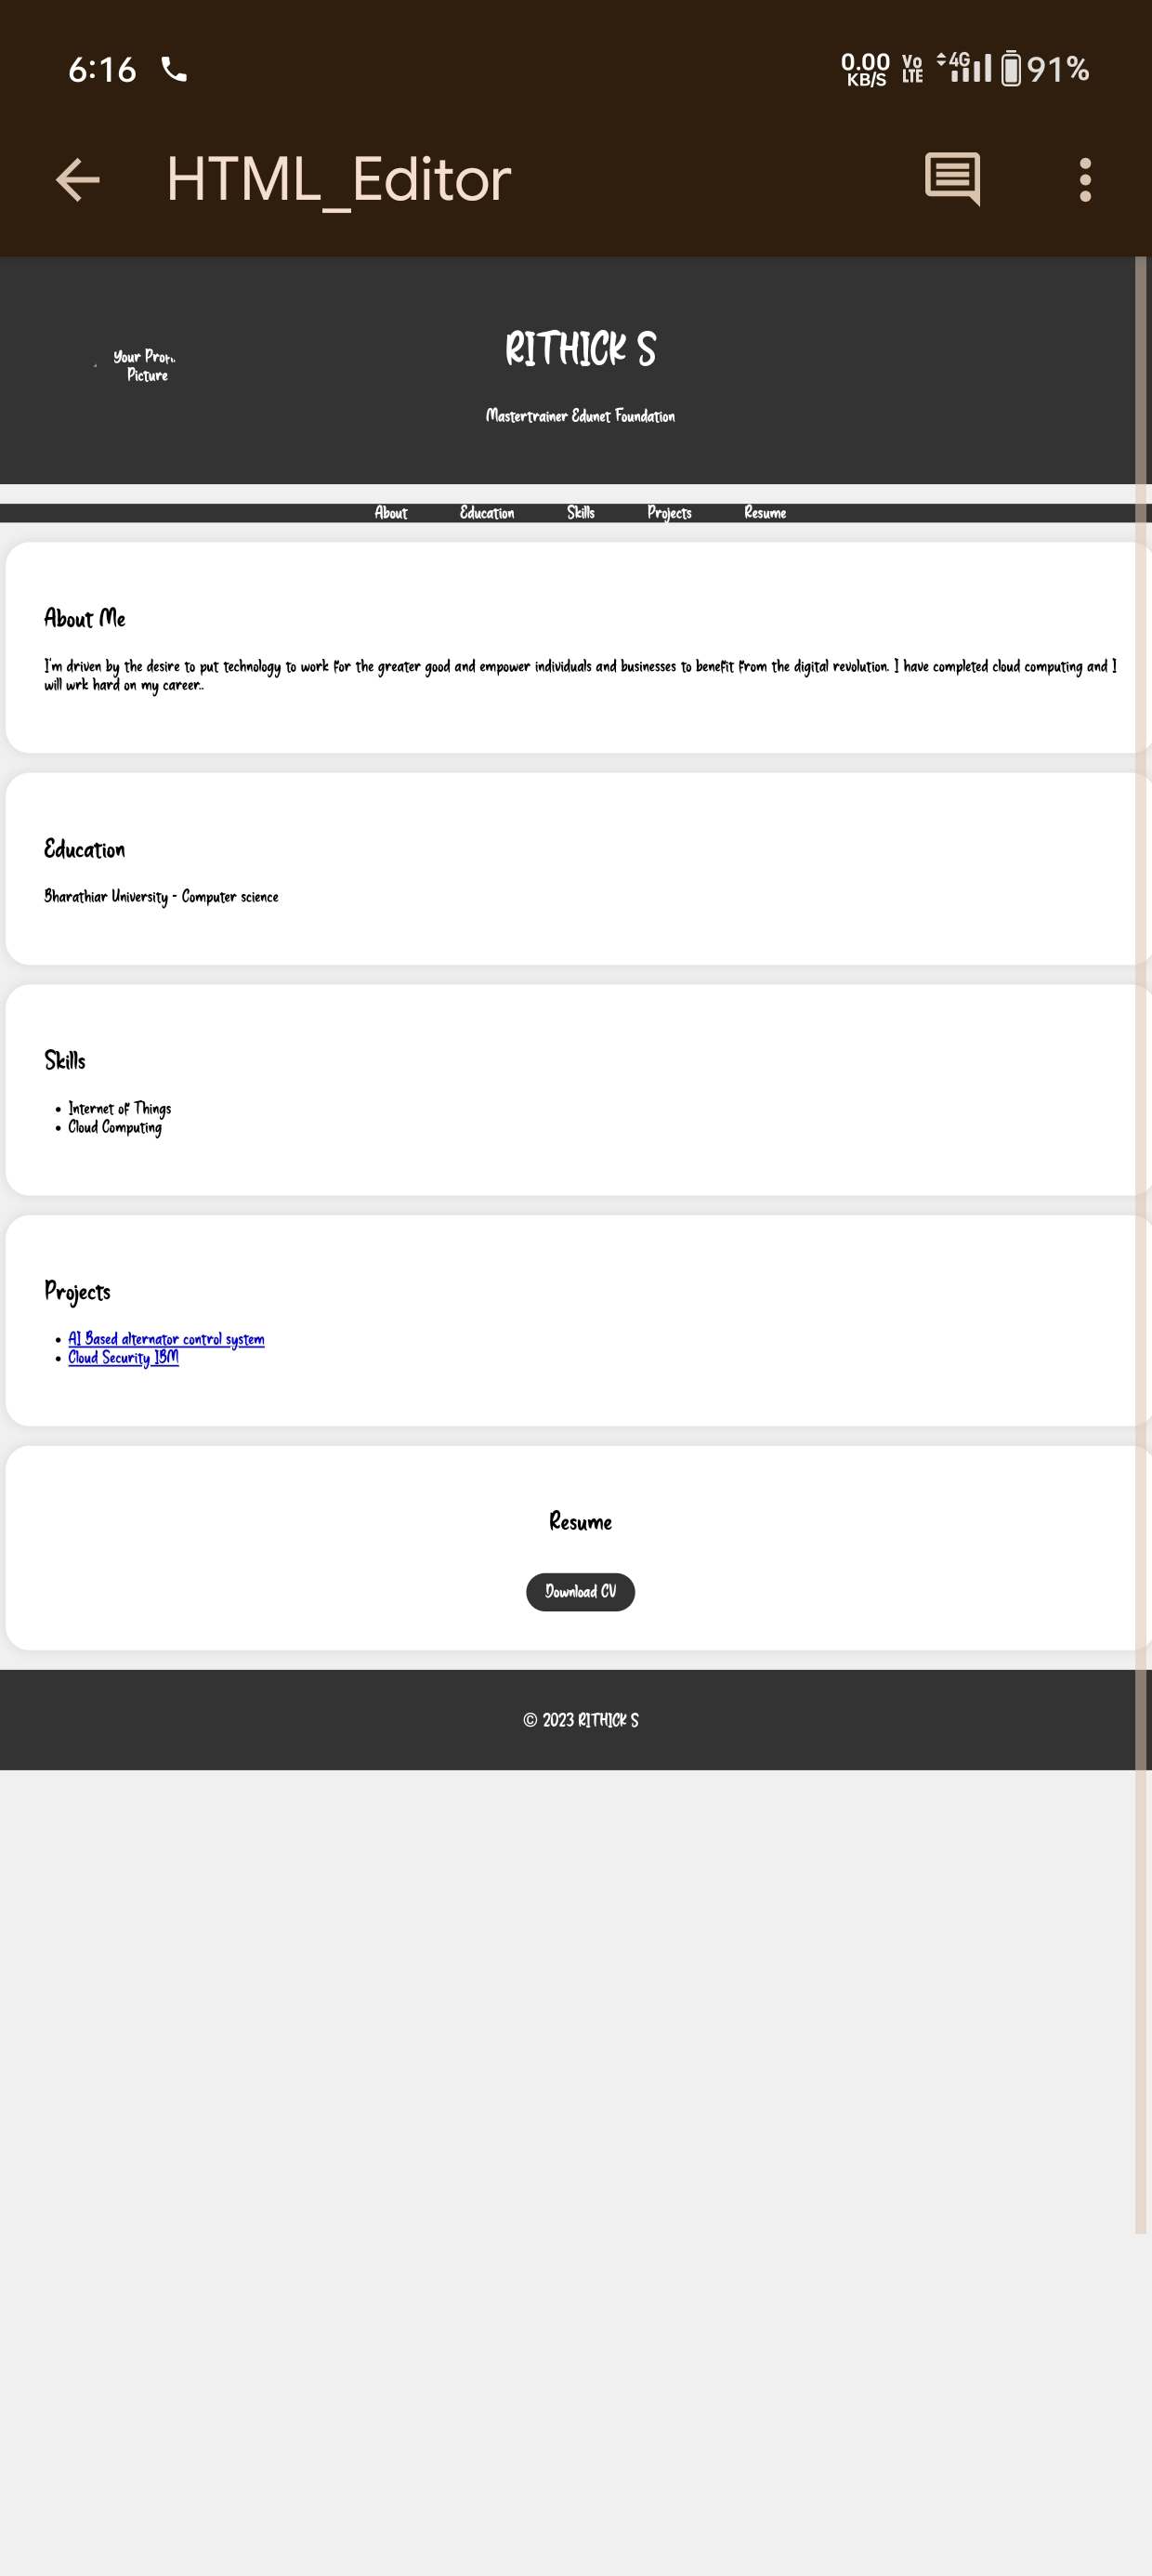 6:16
0.00 KB/S Vo LTE 4G 91%
HTML_Editor
Your
Picture
RITHICK S
Mastertrainer Edunet Foundation
About Education Skills Projects Resume
About Me
I'm driven by the desire to put technology to work for the greater good and empower individuals and businesses to benefit from the digital revolution. I have completed cloud computing and I
will wrk hard on my career..
Education
Bharathiar University - Computer science
Skills
• Internet of Things
• Cloud Computing
Projects
• AI Based alternator control system
• Cloud Security IBM
Resume
Download CV
© 2023 RITHICK S